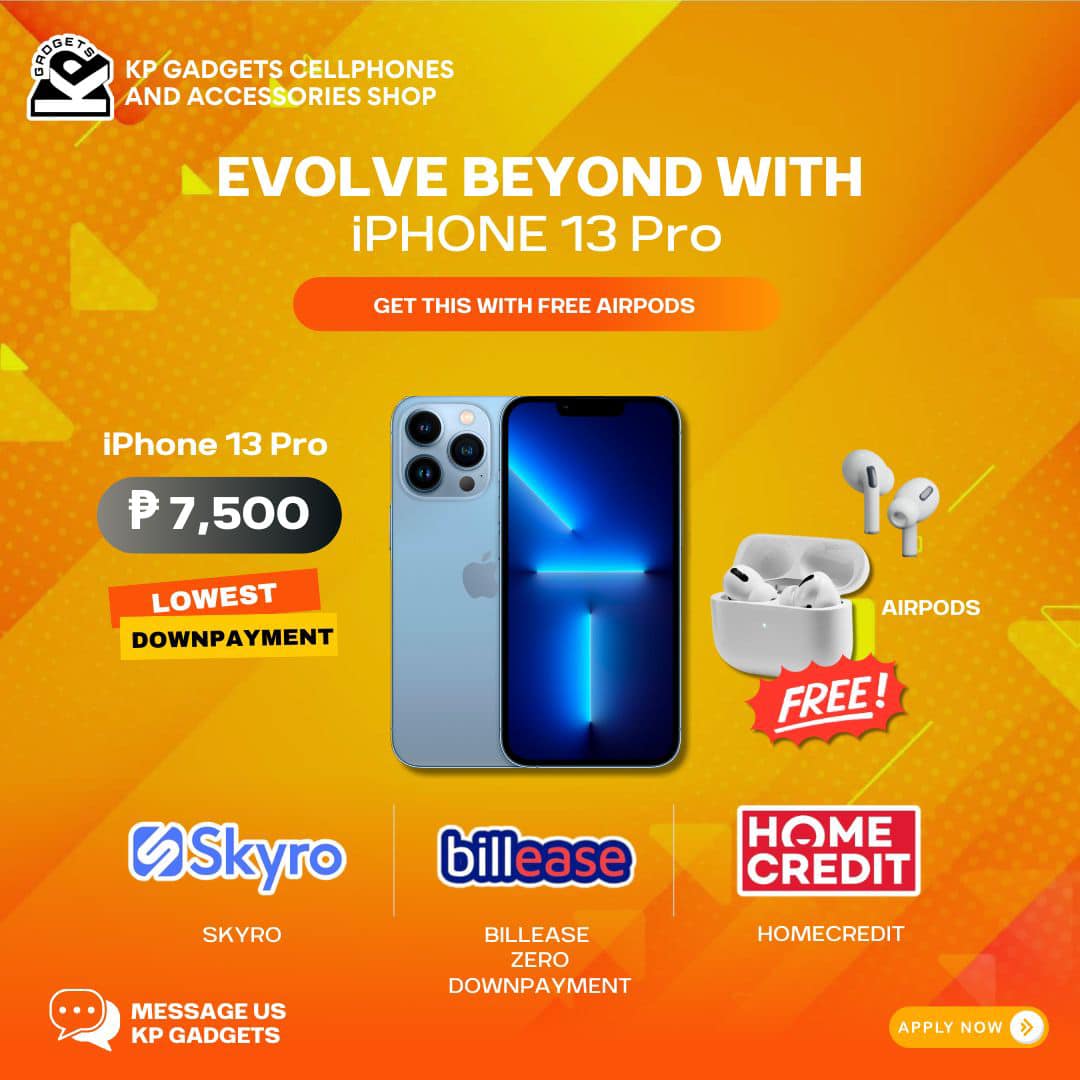 GADGETS
KP
KP GADGETS CELLPHONES
AND ACCESSORIES SHOP
EVOLVE BEYOND WITH
iPHONE 13 Pro
GET THIS WITH FREE AIRPODS
iPhone 13 Pro
₱ 7,500
LOWEST
DOWNPAYMENT
AIRPODS
FREE!
Skyro
billease
HOME
CREDIT
SKYRO
BILLEASE
ZERO
DOWNPAYMENT
HOMECREDIT
MESSAGE US
KP GADGETS
APPLY NOW